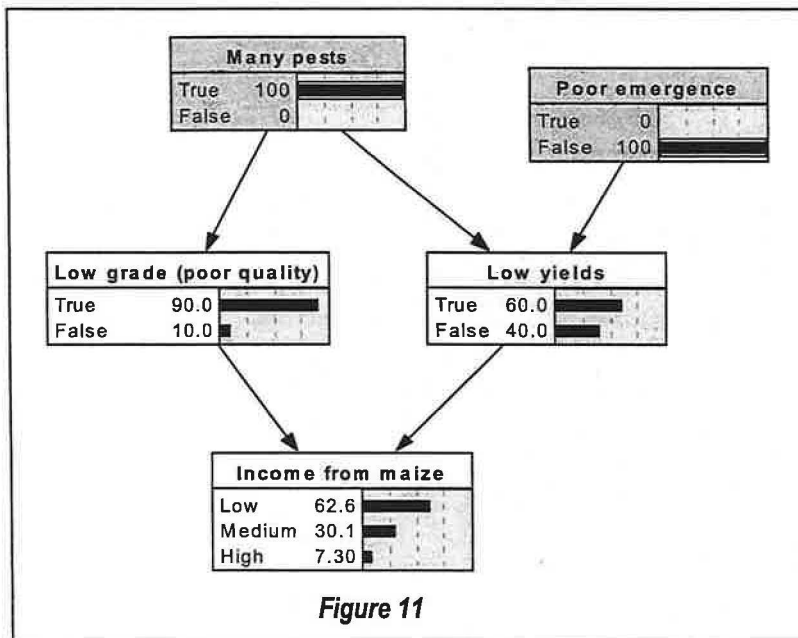 Many pests
True 100
False 0
Poor emergence
True 0
False 100
Low grade (poor quality)
True 90.0
False 10.0
Low yields
True 60.0
False 40.0
Income from maize
Low 62.6
Medium 30.1
High 7.30
Figure 11